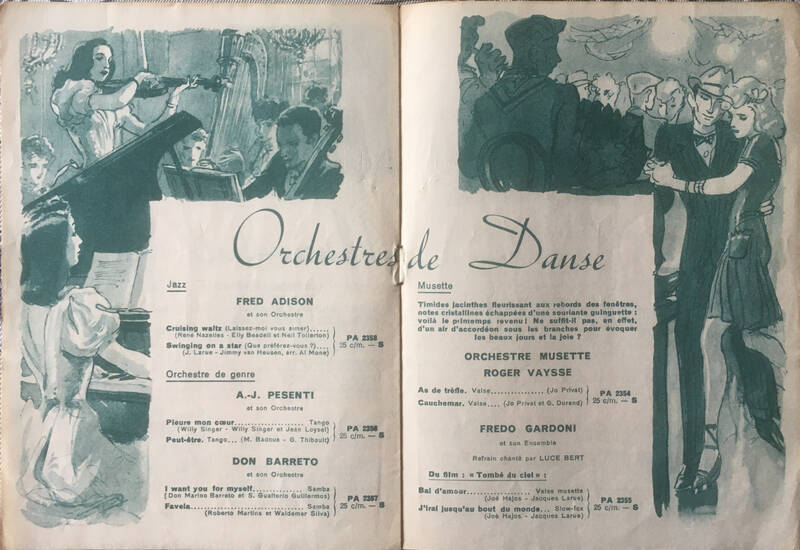 Orchestres de Danse
Jazz
FRED ADISON
et son Orchestre
Cruising waltz (Laissez-moi vous aimer)......
(René Nazelles - Elly Beadell et Neil Tollerton)
Swinging on a star (Que préférez-vous ?)....
(J. Larue - Jimmy van Heusen, arr. Al Mone)
PA 2358
25 c/m. — S
Orchestre de genre
A.-J. PESENTI
et son Orchestre
Pleure mon cœur................. Tango
(Willy Singer - Willy Singer et Jean Loysel)
Peut-être. Tango... (M. Badoux - G. Thibault)
PA 2356
25 c/m. — S
DON BARRETO
et son Orchestre
I want you for myself............... Samba
(Don Marino Barreto et S. Gualterio Guillermos)
Favela............................ Samba
(Roberto Martins et Waldemar Silva)
PA 2357
25 c/m. — S
Musette
Timides jacinthes fleurissant aux rebords des fenêtres,
notes cristallines échappées d'une souriante guinguette :
voilà le printemps revenu ! Ne suffit-il pas, en effet,
d'un air d'accordéon sous les branches pour évoquer
les beaux jours et la joie ?
ORCHESTRE MUSETTE
ROGER VAYSSE
As de trèfle. Valse............... (Jo Privat)
Cauchemar. Valse.... (Jo Privat et G. Durand)
PA 2354
25 c/m. — S
FREDO GARDONI
et son Ensemble
Refrain chanté par LUCE BERT
Du film : « Tombé du ciel » :
Bal d'amour................. Valse musette
(Joé Hajos - Jacques Larue)
J'irai jusqu'au bout du monde... Slow-fox
(Joé Hajos - Jacques Larue)
PA 2355
25 c/m. — S